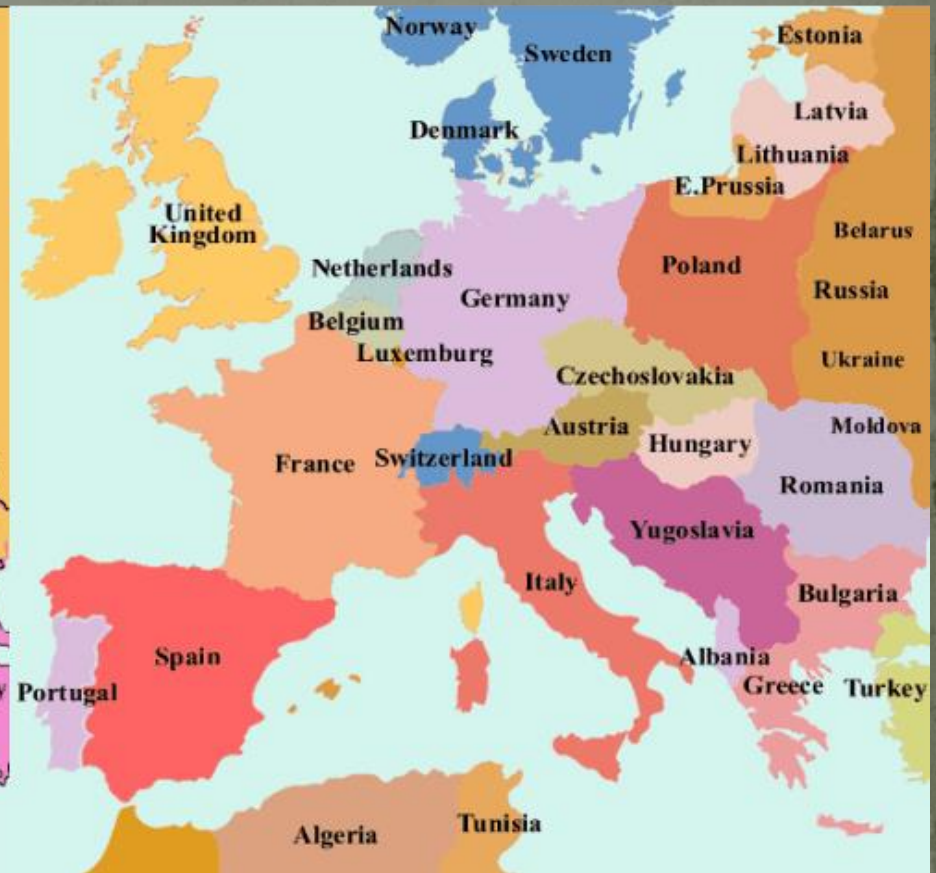 Norway
Sweden
Estonia
Denmark
Latvia
Lithuania
E.Prussia
United
Kingdom
Belarus
Netherlands
Poland
Germany
Russia
Belgium
Luxemburg
Ukraine
Czechoslovakia
Austria
Moldova
Hungary
France
Switzerland
Romania
Yugoslavia
Italy
Bulgaria
Spain
Albania
Portugal
Greece
Turkey
Algeria
Tunisia